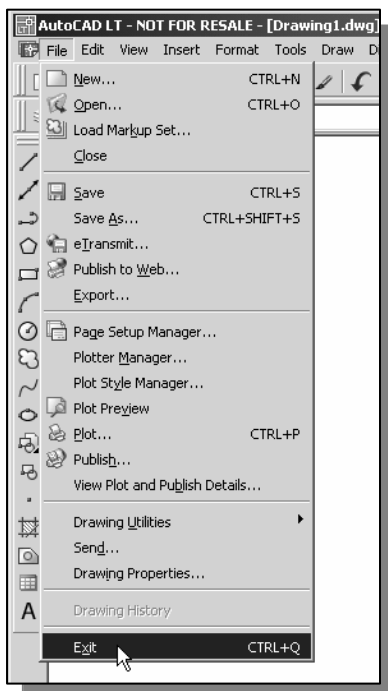 AutoCAD LT - NOT FOR RESALE - [Drawing1.dwg]
File Edit View Insert Format Tools Draw D
New... CTRL+N
Open... CTRL+O
Load Markup Set...
Close
Save CTRL+S
Save As... CTRL+SHIFT+S
eTransmit...
Publish to Web...
Export...
Page Setup Manager...
Plotter Manager...
Plot Style Manager...
Plot Preview
Plot... CTRL+P
Publish...
View Plot and Publish Details...
Drawing Utilities
Send...
Drawing Properties...
A Drawing History
Exit CTRL+Q